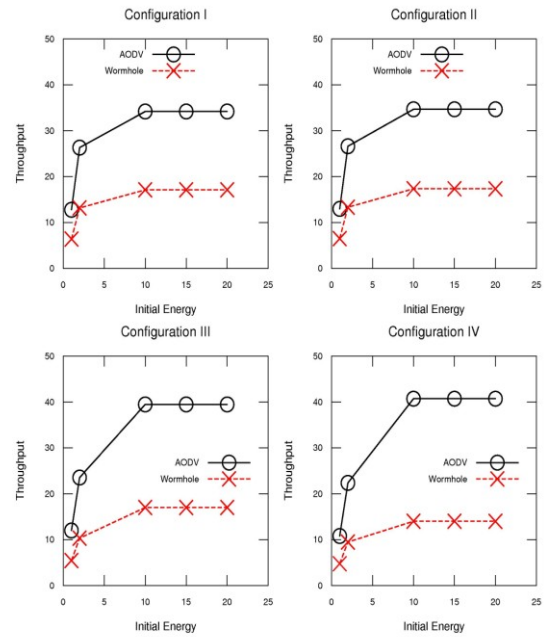 Configuration I
50
40
30
20
10
0
Throughput
AODV
Wormhole
0 5 10 15 20 25
Initial Energy
Configuration II
50
40
30
20
10
0
Throughput
AODV
Wormhole
0 5 10 15 20 25
Initial Energy
Configuration III
50
40
30
20
10
0
Throughput
AODV
Wormhole
0 5 10 15 20 25
Initial Energy
Configuration IV
50
40
30
20
10
0
Throughput
AODV
Wormhole
0 5 10 15 20 25
Initial Energy